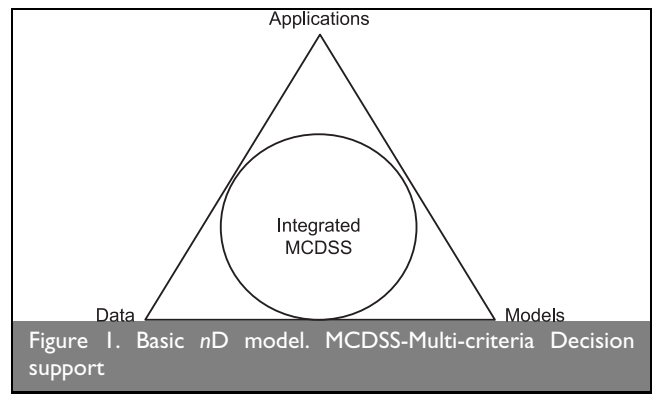 Applications
Integrated
MCDSS
Data
Models
Figure 1. Basic nD model. MCDSS-Multi-criteria Decision
support